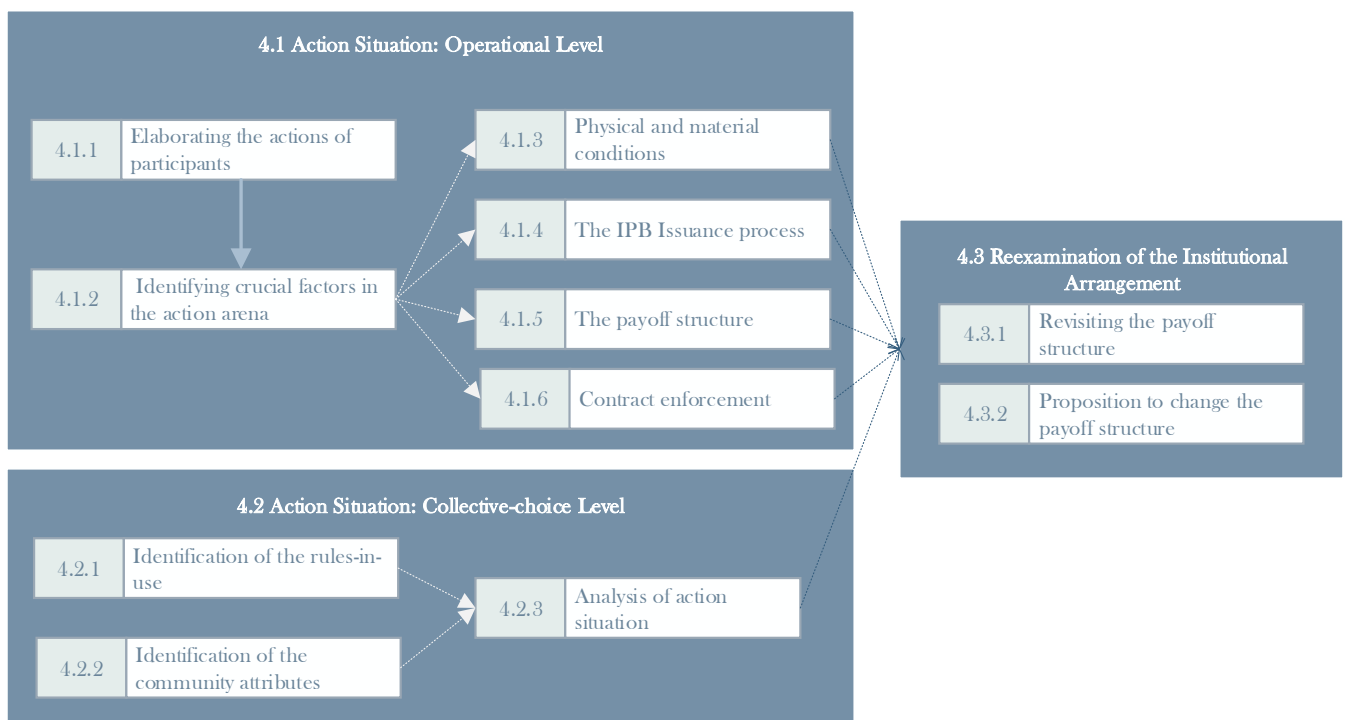 4.1 Action Situation: Operational Level
4.1.1
Elaborating the actions of
participants
4.1.2
Identifying crucial factors in
the action arena
4.1.3
Physical and material
conditions
4.1.4
The IPB Issuance process
4.1.5
The payoff structure
4.1.6
Contract enforcement
4.2 Action Situation: Collective-choice Level
4.2.1
Identification of the rules-in-
use
4.2.2
Identification of the
community attributes
4.2.3
Analysis of action
situation
4.3 Reexamination of the Institutional
Arrangement
4.3.1
Revisiting the payoff
structure
4.3.2
Proposition to change the
payoff structure